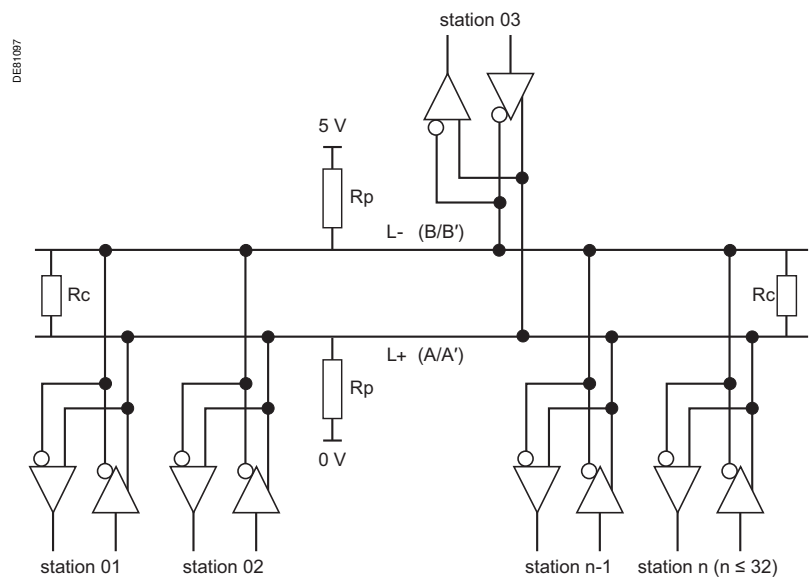 station 03
DE81097
5 V
Rp
L- (B/B′)
Rc
Rc
L+ (A/A′)
Rp
0 V
station 01
station 02
station n-1
station n (n ≤ 32)